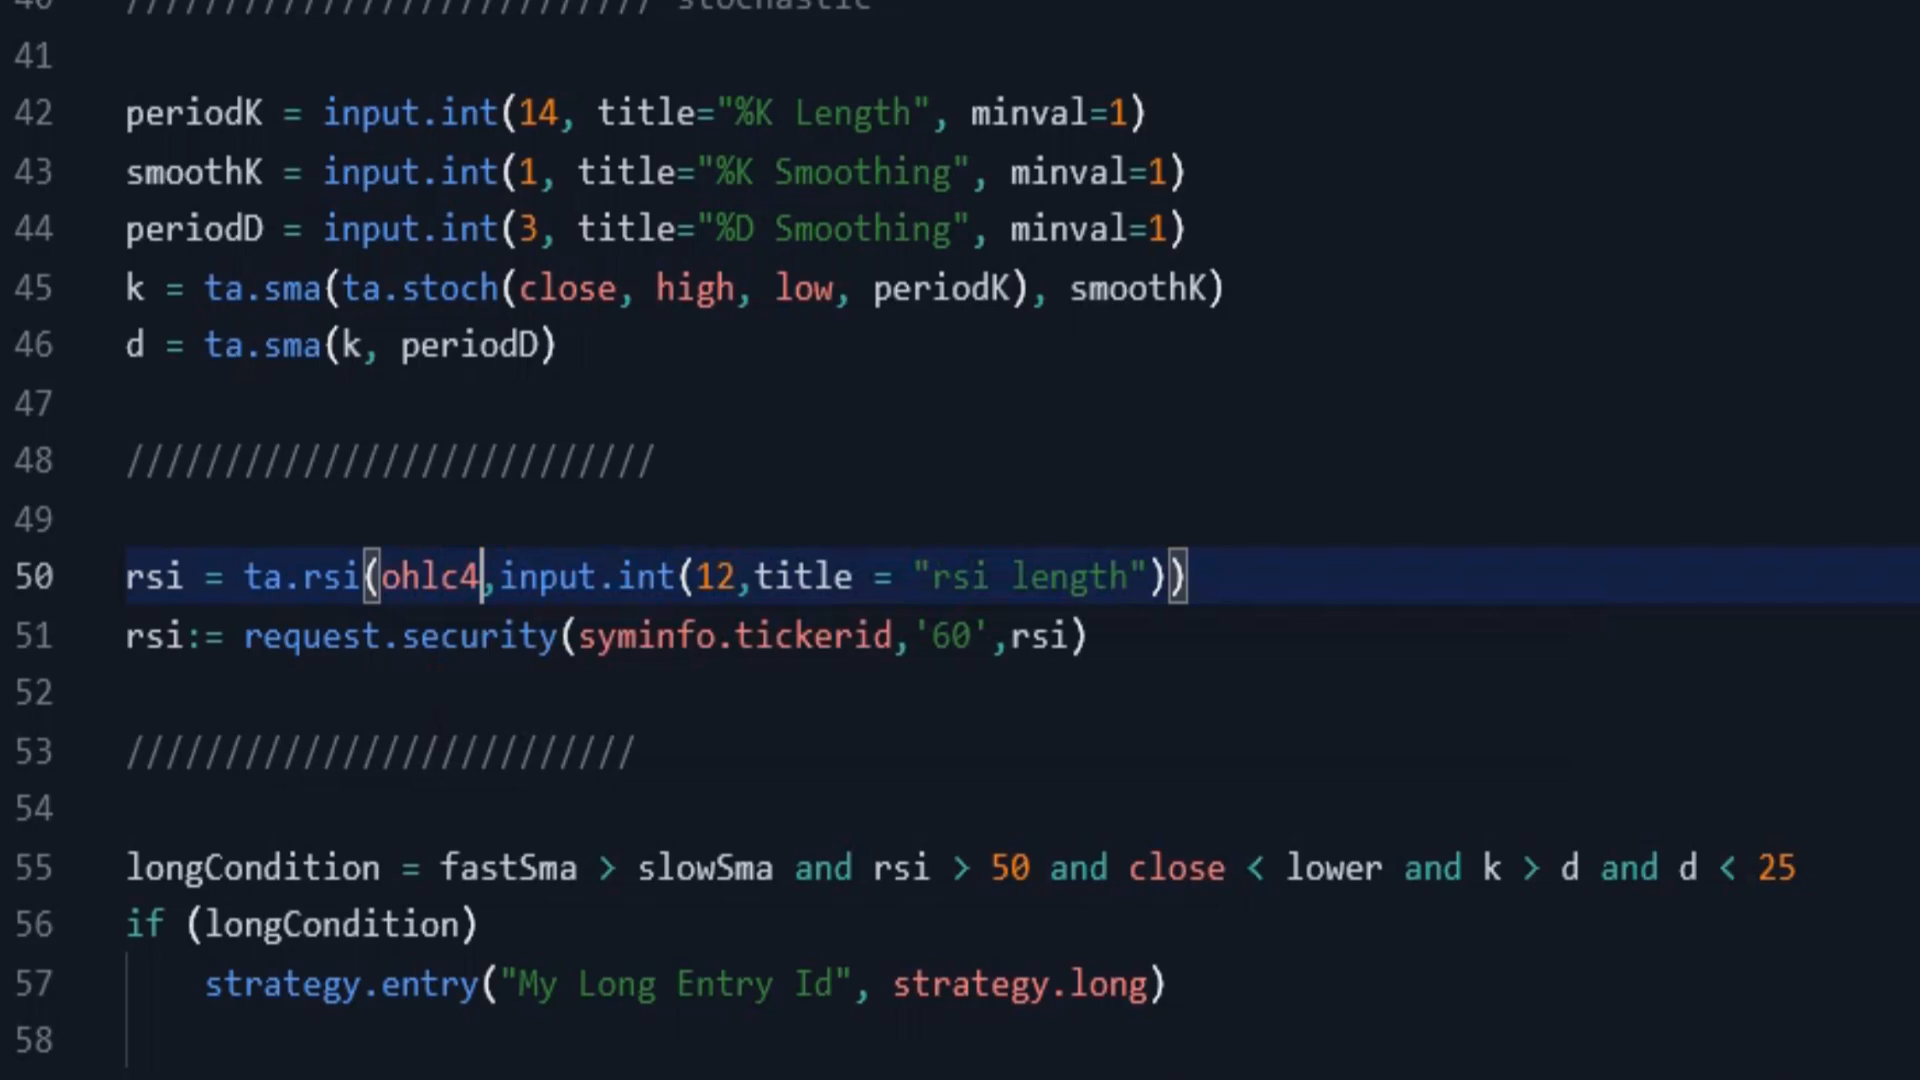 40 /////////////////////////// stochastic
41
42 periodK = input.int(14, title="%K Length", minval=1)
43 smoothK = input.int(1, title="%K Smoothing", minval=1)
44 periodD = input.int(3, title="%D Smoothing", minval=1)
45 k = ta.sma(ta.stoch(close, high, low, periodK), smoothK)
46 d = ta.sma(k, periodD)
47
48 ///////////////////////////
49
50 rsi = ta.rsi(ohlc4,input.int(12,title = "rsi length"))
51 rsi:= request.security(syminfo.tickerid,'60',rsi)
52
53 //////////////////////////
54
55 longCondition = fastSma > slowSma and rsi > 50 and close < lower and k > d and d < 25
56 if (longCondition)
57 strategy.entry("My Long Entry Id", strategy.long)
58